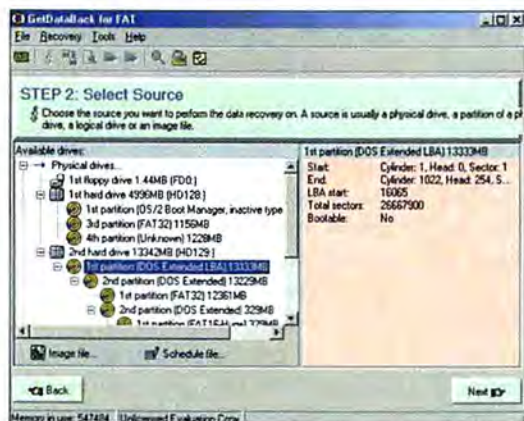 GetDataBack for FAT
File Recovery Tools Help
STEP 2: Select Source
Choose the source you want to perform the data recovery on. A source is usually a physical drive, a partition of a ph
drive, a logical drive or an image file.
Available drives:
Physical drives...
1st floppy drive 1.44MB (FD0:)
1st hard drive 4996MB (HD128:)
1st partition (OS/2 Boot Manager, inactive type
3rd partition (FAT32) 1156MB
4th partition (Unknown) 1228MB
2nd hard drive 13342MB (HD129:)
1st partition (DOS Extended LBA) 13333MB
2nd partition (DOS Extended) 13229MB
1st partition (FAT32) 12361MB
2nd partition (DOS Extended) 329MB
1st partition (FAT16-Huge) 329MB
1st partition (DOS Extended LBA) 13333MB
Start: Cylinder: 1, Head: 0, Sector: 1
End: Cylinder: 1022, Head: 254, S...
LBA start: 16065
Total sectors: 26667900
Bootable: No
Image file...
Schedule file...
Back
Next
Memory in use: 547484
Unlicensed Evaluation Copy